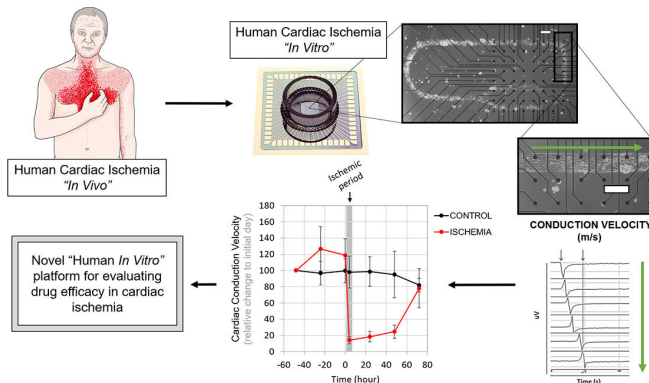 Human Cardiac Ischemia
“In Vitro”
Human Cardiac Ischemia
“In Vivo”
CONDUCTION VELOCITY
(m/s)
Ischemic
period
Cardiac Conduction Velocity
(relative change to initial day)
180
160
140
120
100
80
60
40
20
0
-60 -40 -20 0 20 40 60 80
Time (hour)
CONTROL
ISCHEMIA
uV
Time (s)
Novel “Human In Vitro”
platform for evaluating
drug efficacy in cardiac
ischemia